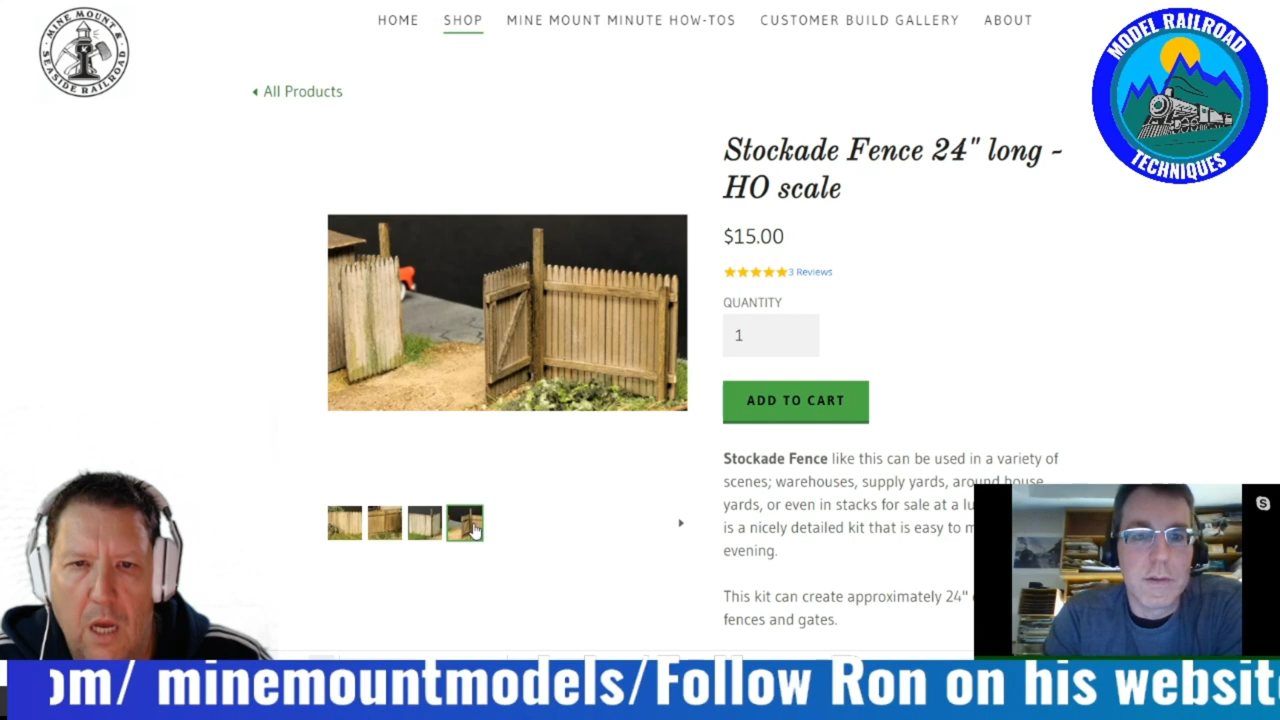 MINE MOUNT &
SEASIDE RAILROAD
HOME SHOP MINE MOUNT MINUTE HOW-TOS CUSTOMER BUILD GALLERY ABOUT
MODEL RAILROAD
TECHNIQUES
All Products
Stockade Fence 24" long ~
HO scale
$15.00
3 Reviews
QUANTITY
1
ADD TO CART
Stockade Fence like this can be used in a variety of
scenes; warehouses, supply yards, around house
yards, or even in stacks for sale at a
is a nicely detailed kit that is easy to
evening.
This kit can create approximately 24"
fences and gates.
om/ minemountmodels/Follow Ron on his website